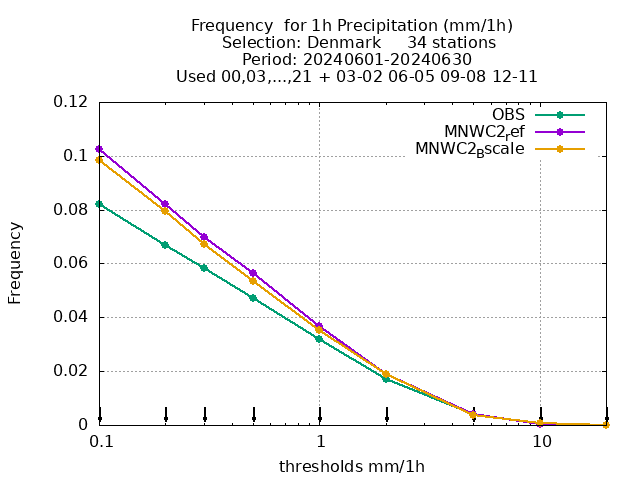 Frequency  for 1h Precipitation (mm/1h)
Selection: Denmark     34 stations
Period: 20240601-20240630
Used 00,03,...,21 + 03-02 06-05 09-08 12-11
0.12
0.1
0.08
0.06
0.04
0.02
0
Frequency
OBS
MNWC2ref
MNWC2Bscale
0.1
1
10
thresholds mm/1h